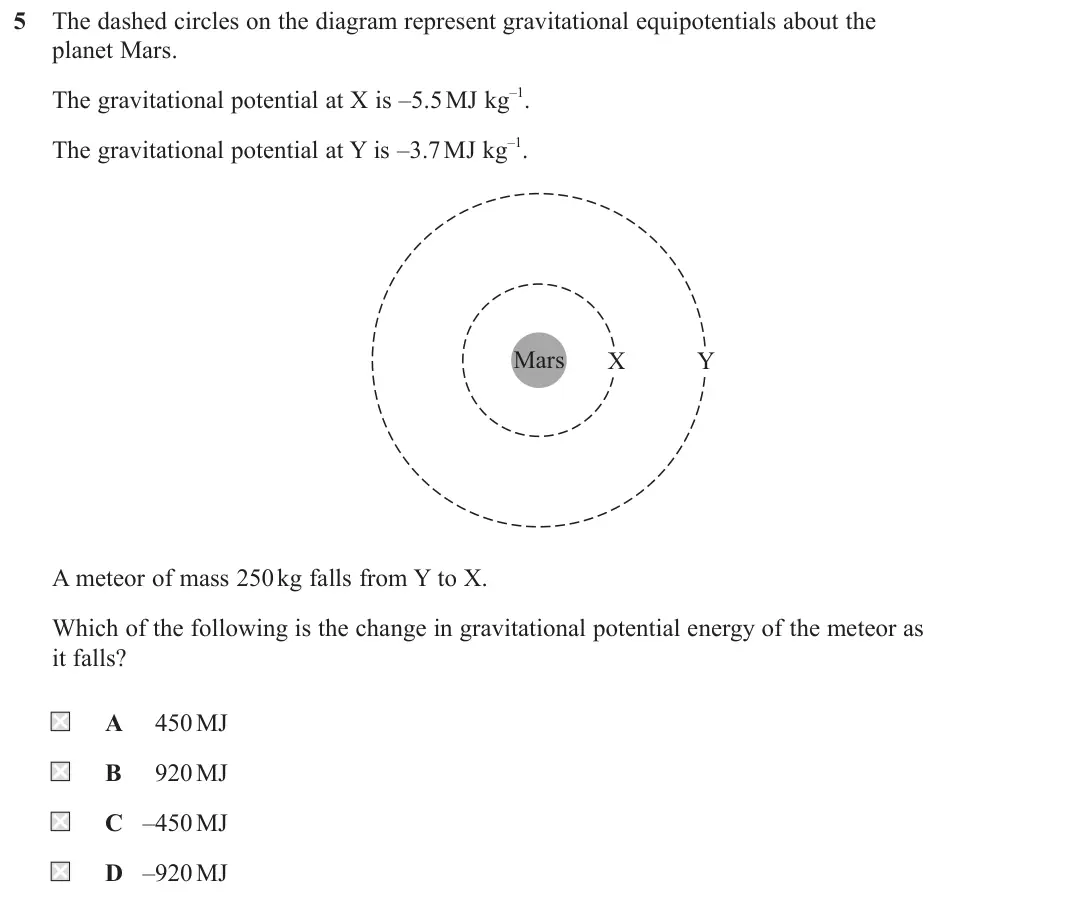 5 The dashed circles on the diagram represent gravitational equipotentials about the
planet Mars.
The gravitational potential at X is –5.5 MJ kg⁻¹.
The gravitational potential at Y is –3.7 MJ kg⁻¹.
Mars X Y
A meteor of mass 250 kg falls from Y to X.
Which of the following is the change in gravitational potential energy of the meteor as
it falls?
A 450 MJ
B 920 MJ
C –450 MJ
D –920 MJ